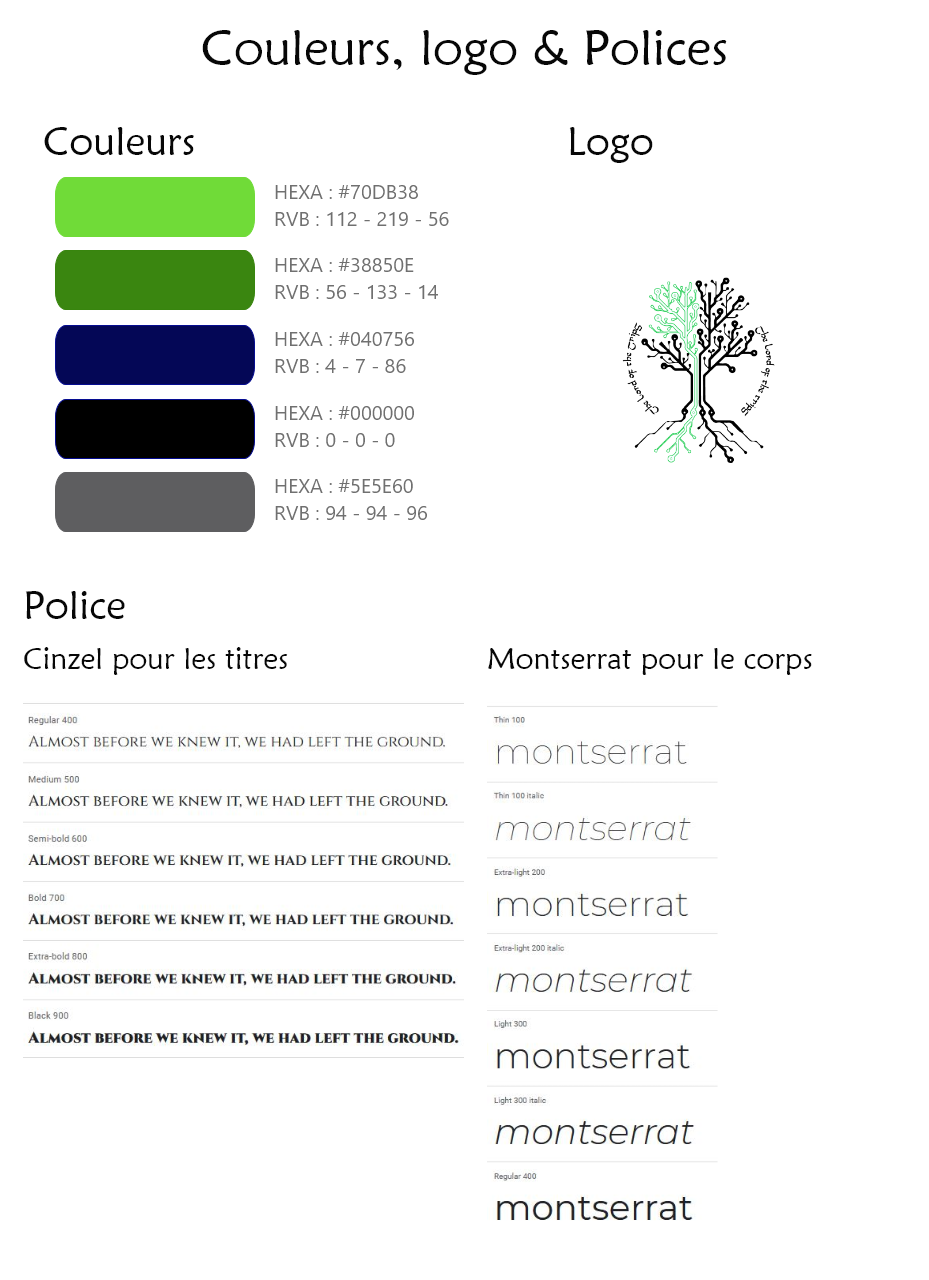 Couleurs, logo & Polices
Couleurs
HEXA : #70DB38
RVB : 112 - 219 - 56
HEXA : #38850E
RVB : 56 - 133 - 14
HEXA : #040756
RVB : 4 - 7 - 86
HEXA : #000000
RVB : 0 - 0 - 0
HEXA : #5E5E60
RVB : 94 - 94 - 96
Logo
The Land of the Trips
The Land of the trips
Police
Cinzel pour les titres
Regular 400
Almost before we knew it, we had left the ground.
Medium 500
Almost before we knew it, we had left the ground.
Semi-bold 600
Almost before we knew it, we had left the ground.
Bold 700
Almost before we knew it, we had left the ground.
Extra-bold 800
Almost before we knew it, we had left the ground.
Black 900
Almost before we knew it, we had left the ground.
Montserrat pour le corps
Thin 100
montserrat
Thin 100 italic
montserrat
Extra-light 200
montserrat
Extra-light 200 italic
montserrat
Light 300
montserrat
Light 300 italic
montserrat
Regular 400
montserrat